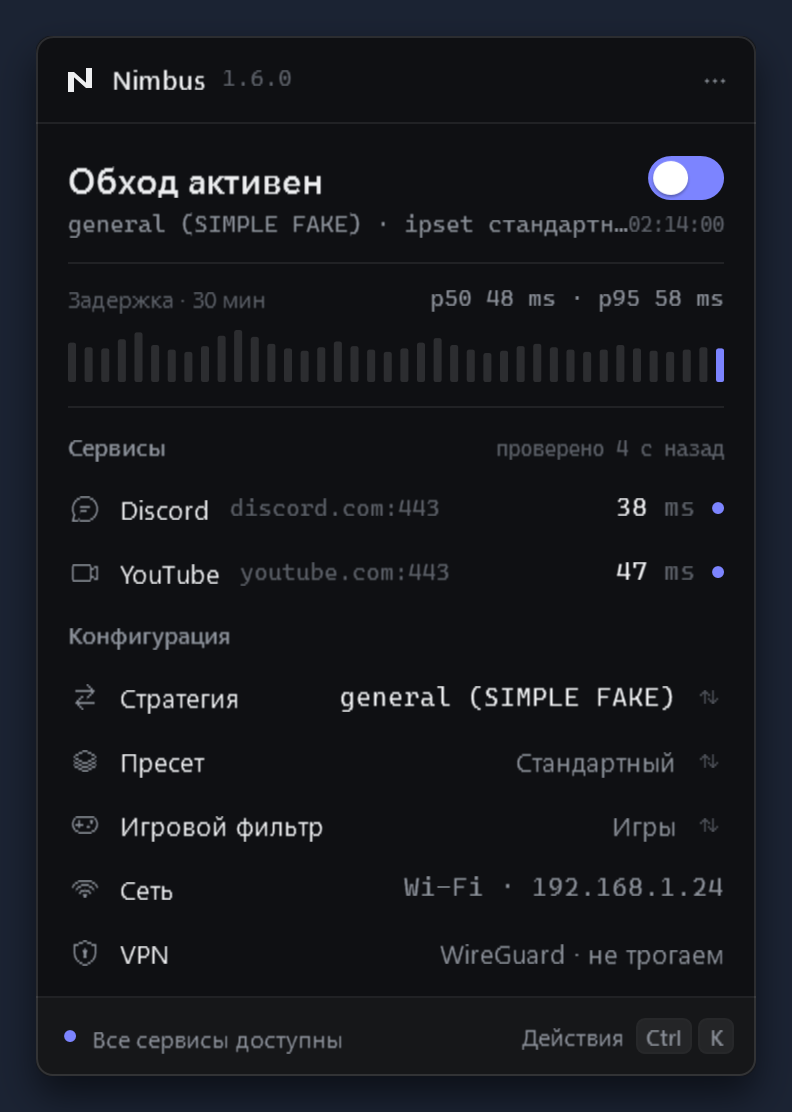 Nimbus 1.6.0 ···
Обход активен
general (SIMPLE FAKE) · ipset стандартн…02:14:00
Задержка · 30 мин p50 48 ms · p95 58 ms
Сервисы проверено 4 с назад
Discord discord.com:443 38 ms
YouTube youtube.com:443 47 ms
Конфигурация
Стратегия general (SIMPLE FAKE)
Пресет Стандартный
Игровой фильтр Игры
Сеть Wi-Fi · 192.168.1.24
VPN WireGuard · не трогаем
Все сервисы доступны Действия Ctrl K